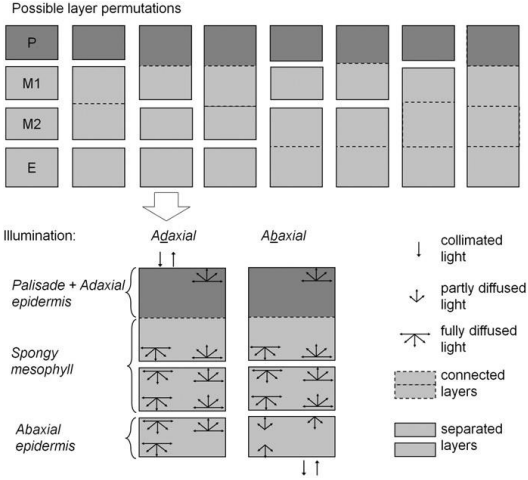 Possible layer permutations
P
M1
M2
E
Illumination:
Adaxial
Abaxial
Palisade + Adaxial
epidermis
Spongy
mesophyll
Abaxial
epidermis
collimated
light
partly diffused
light
fully diffused
light
connected
layers
separated
layers